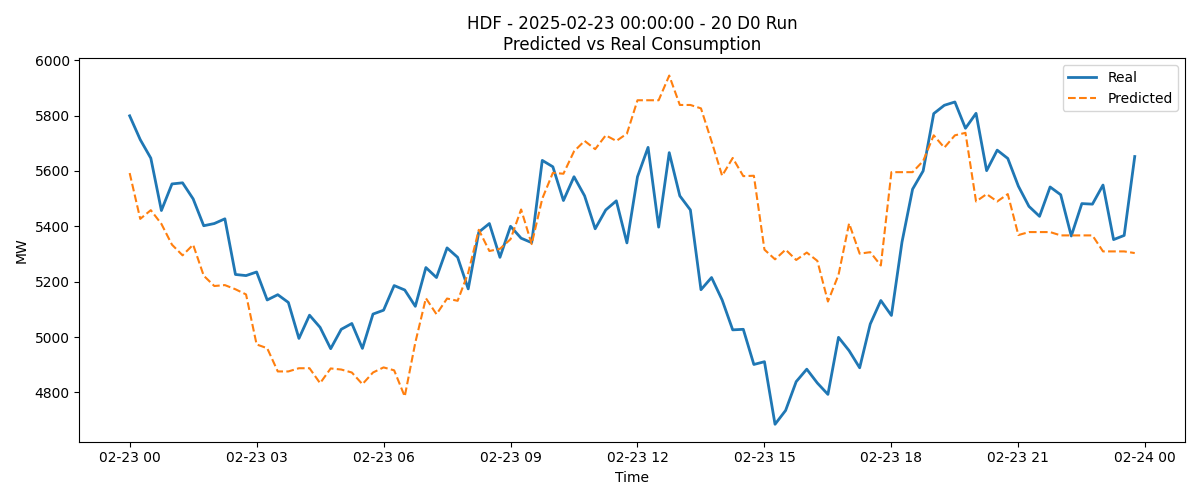 HDF - 2025-02-23 00:00:00 - 20 D0 Run
Predicted vs Real Consumption
Real
Predicted
6000
5800
5600
5400
5200
5000
4800
MW
02-23 00
02-23 03
02-23 06
02-23 09
02-23 12
02-23 15
02-23 18
02-23 21
02-24 00
Time